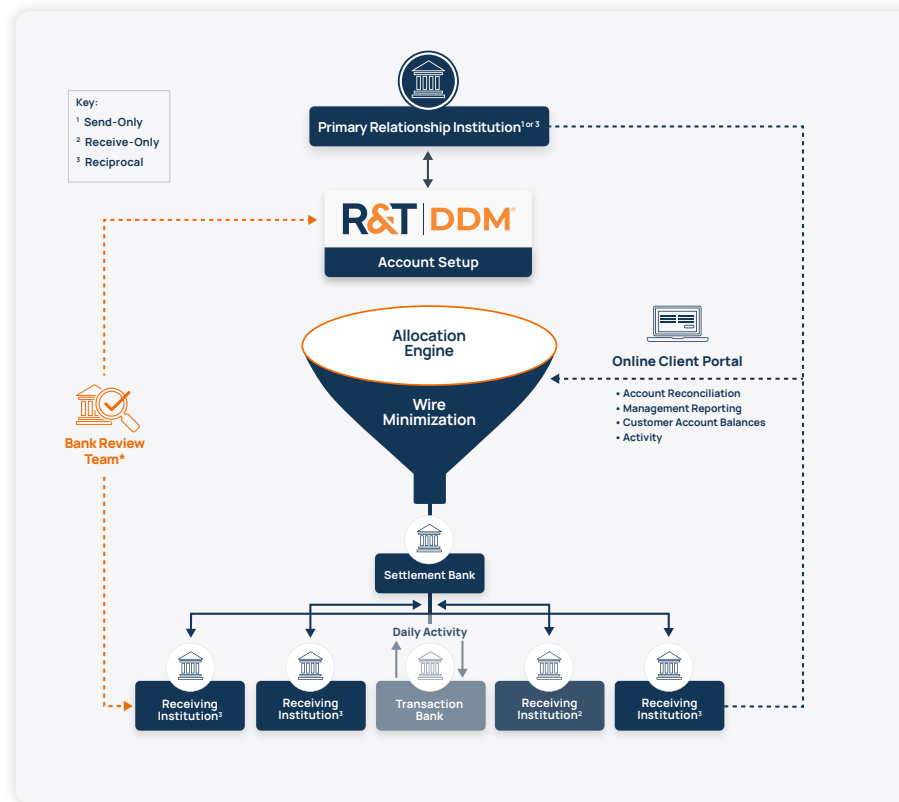 Key:
¹ Send-Only
² Receive-Only
³ Reciprocal
Primary Relationship Institution¹ ᵒʳ ³
R&T | DDM®
Account Setup
Allocation
Engine
Wire
Minimization
Online Client Portal
• Account Reconciliation
• Management Reporting
• Customer Account Balances
• Activity
Bank Review
Team*
Settlement Bank
Daily Activity
Receiving
Institution³
Receiving
Institution³
Transaction
Bank
Receiving
Institution²
Receiving
Institution³